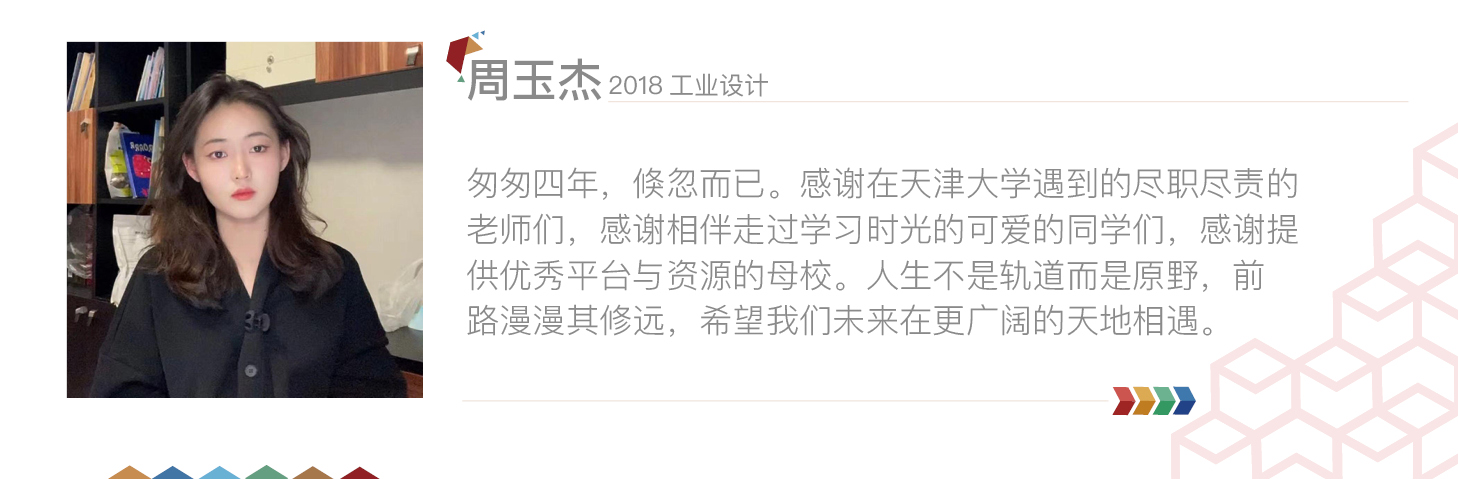 周玉杰 2018 工业设计
匆匆四年，倏忽而已。感谢在天津大学遇到的尽职尽责的
老师们，感谢相伴走过学习时光的可爱的同学们，感谢提
供优秀平台与资源的母校。人生不是轨道而是原野，前
路漫漫其修远，希望我们未来在更广阔的天地相遇。